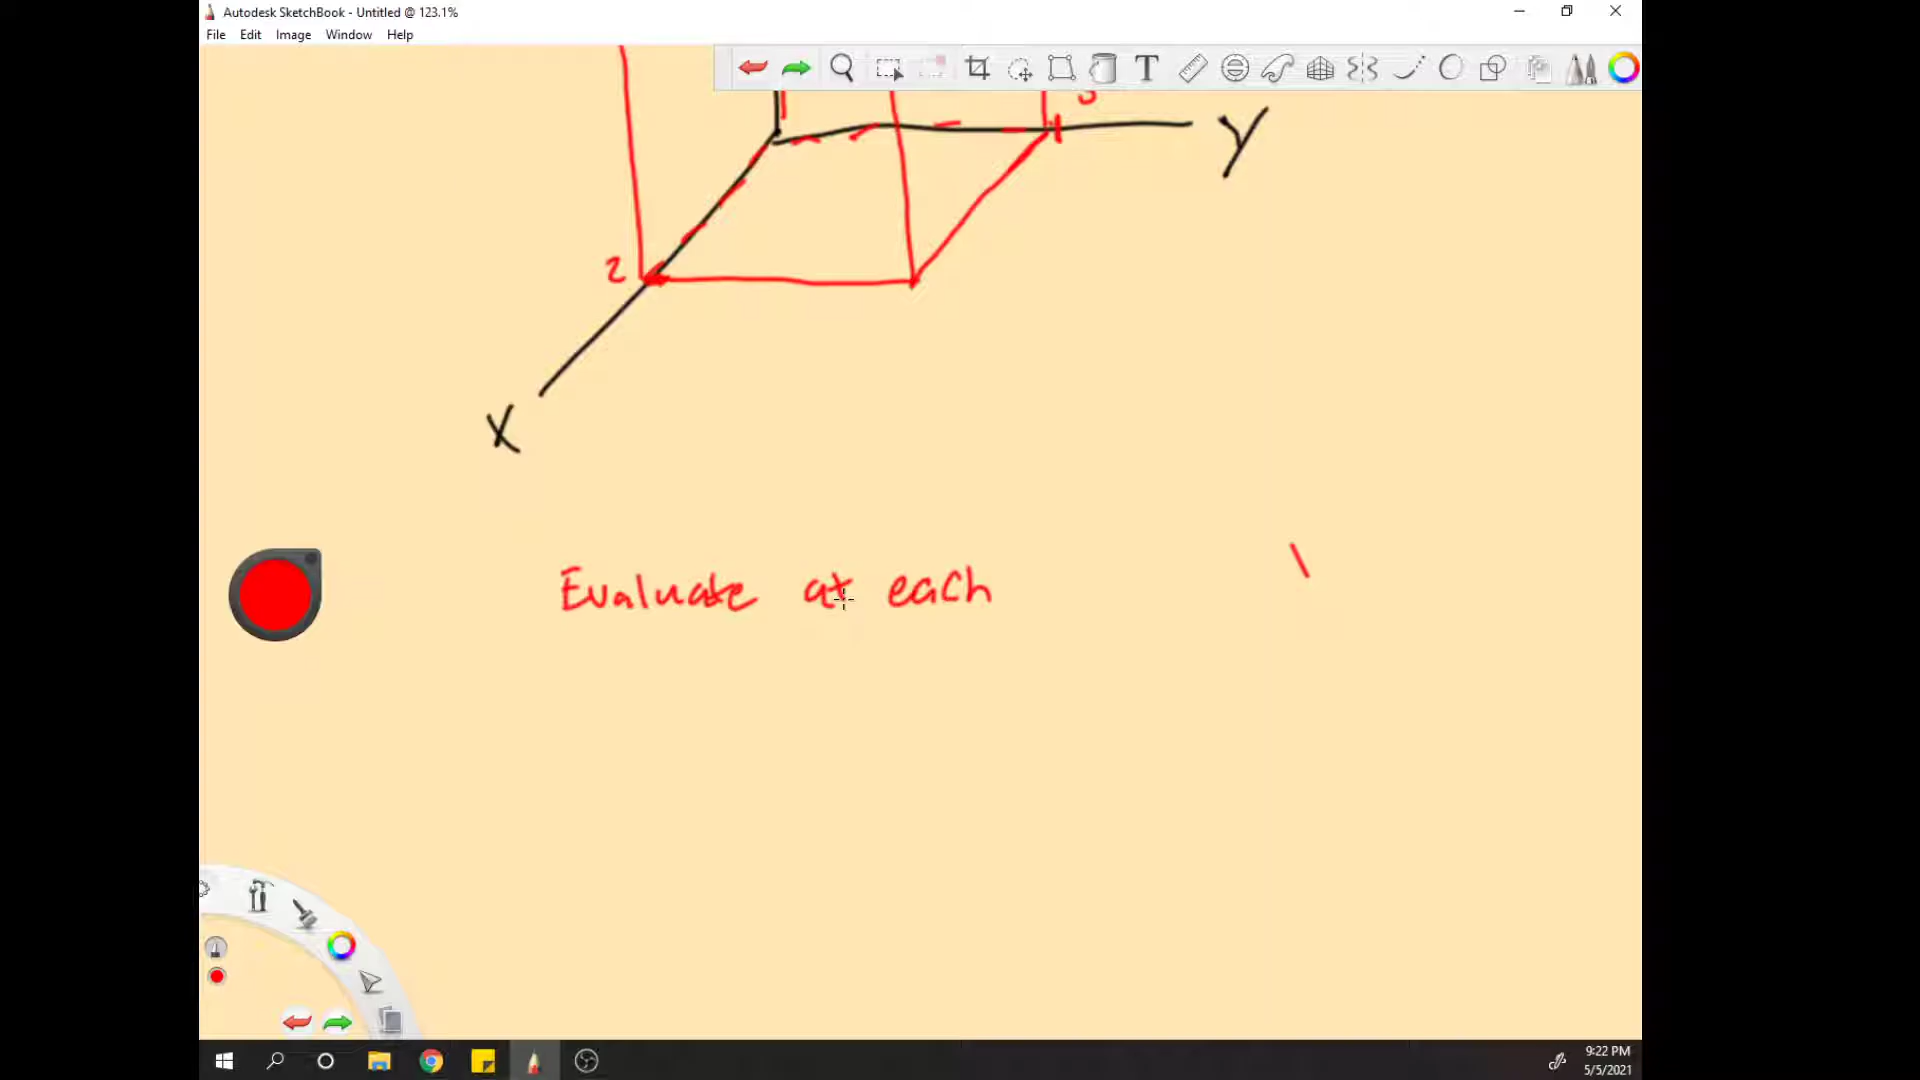 Autodesk SketchBook - Untitled @ 123.1%
File Edit Image Window Help
T
Y
2
X
Evaluate at each
9:22 PM
5/5/2021